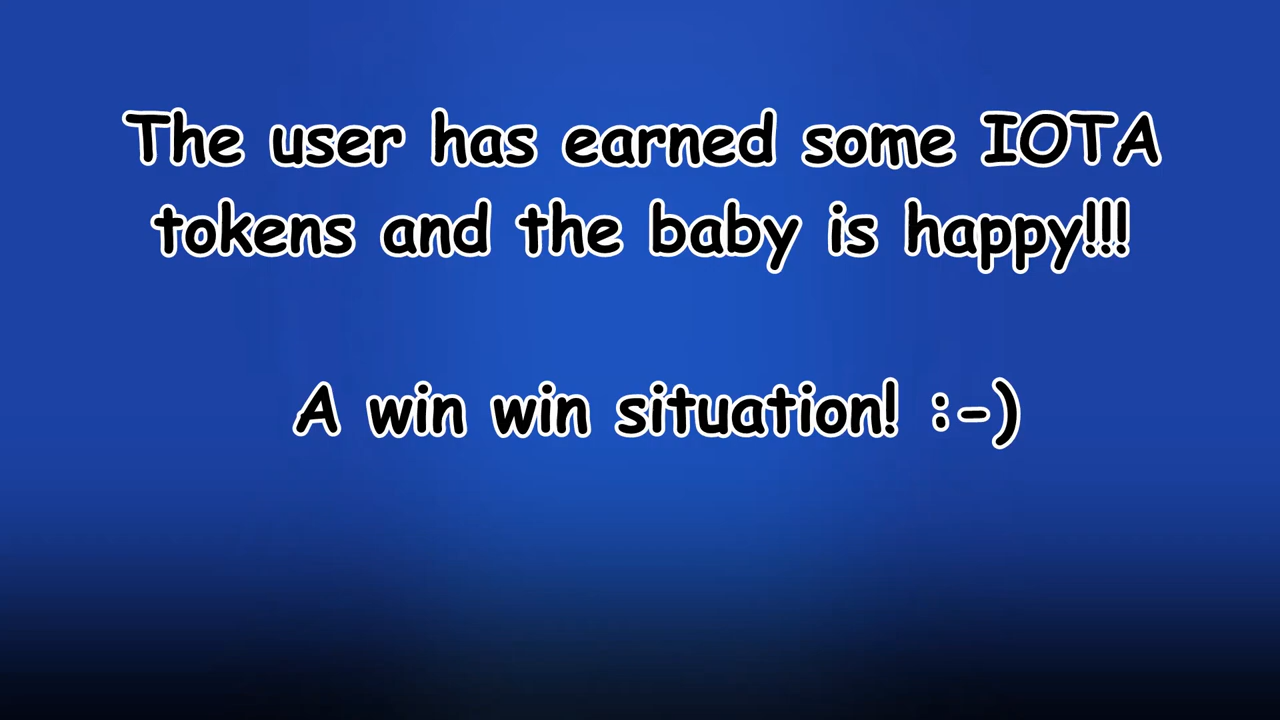 The user has earned some IOTA
tokens and the baby is happy!!!
A win win situation! :-)